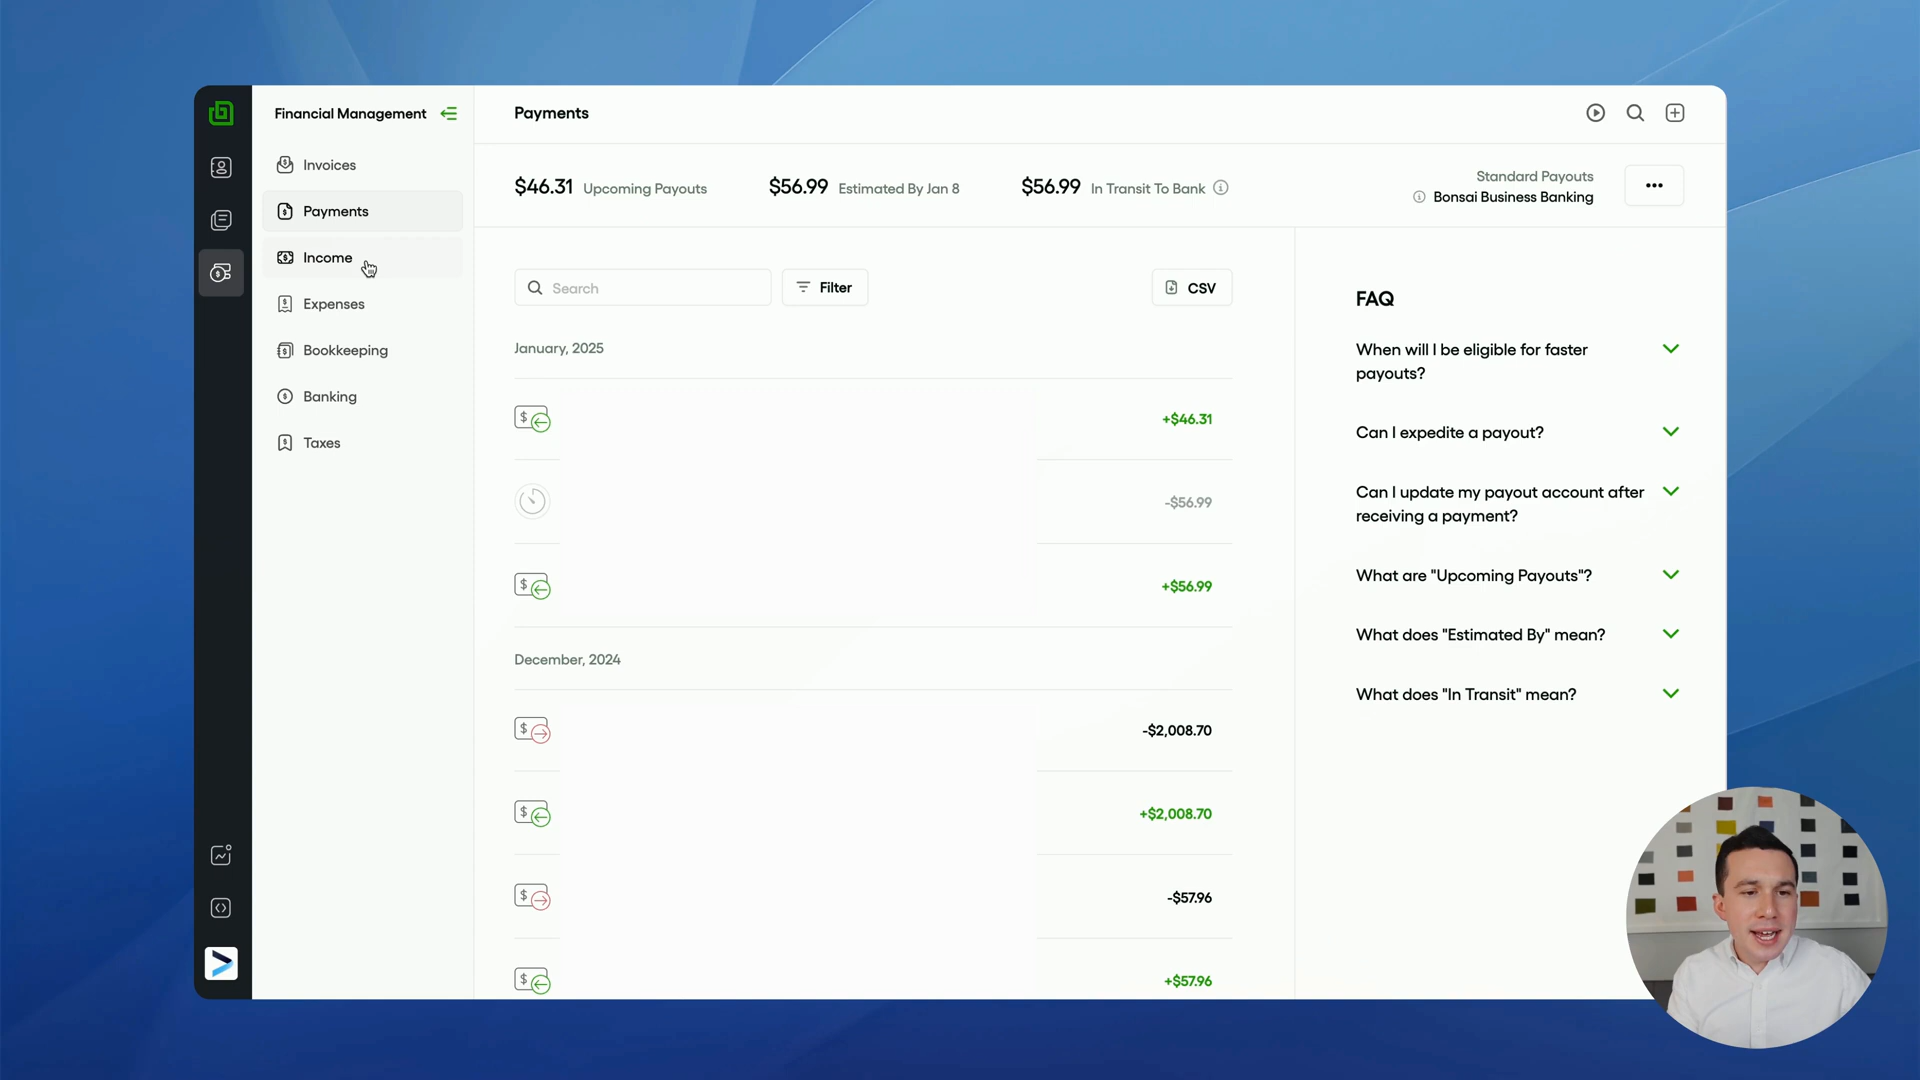 Financial Management
Invoices
Payments
Income
Expenses
Bookkeeping
Banking
Taxes
Payments
$46.31 Upcoming Payouts
$56.99 Estimated By Jan 8
$56.99 In Transit To Bank
Standard Payouts
Bonsai Business Banking
Search
Filter
CSV
January, 2025
+$46.31
-$56.99
+$56.99
December, 2024
-$2,008.70
+$2,008.70
-$57.96
+$57.96
FAQ
When will I be eligible for faster
payouts?
Can I expedite a payout?
Can I update my payout account after
receiving a payment?
What are "Upcoming Payouts"?
What does "Estimated By" mean?
What does "In Transit" mean?